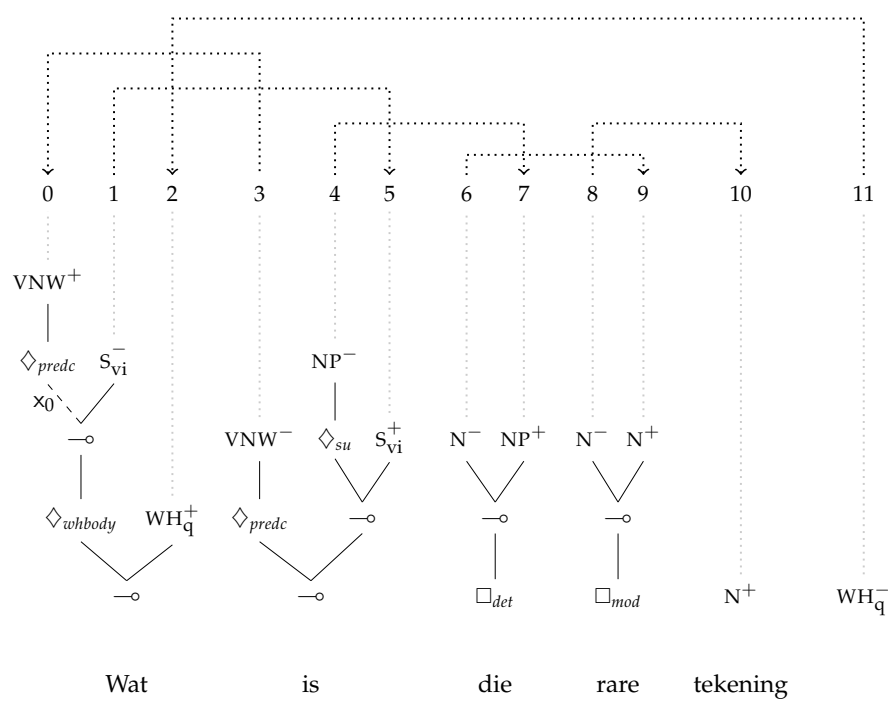 0 1 2 3 4 5 6 7 8 9 10 11
VNW⁺
◇predc S⁻vi NP⁻
x₀
⊸ VNW⁻ ◇su S⁺vi N⁻ NP⁺ N⁻ N⁺
◇whbody WH⁺q ◇predc ⊸ ⊸ ⊸
⊸ ⊸ □det □mod N⁺ WH⁻q
Wat is die rare tekening